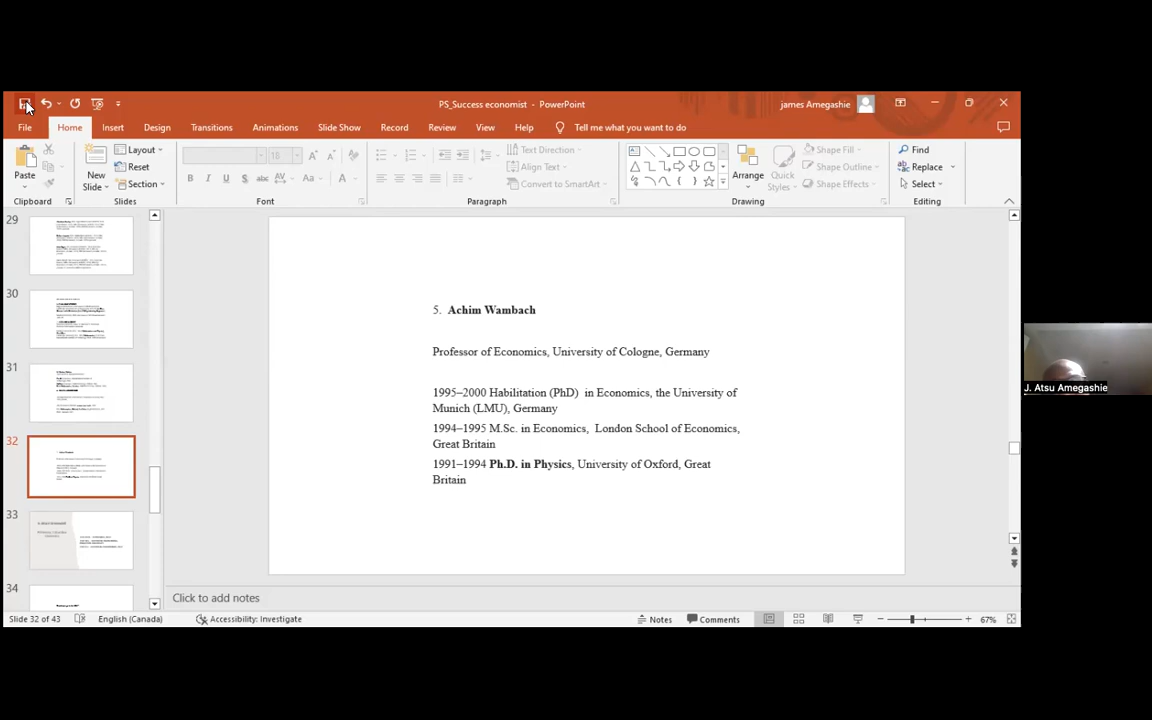 PS_Success economist - PowerPoint
james Amegashie
File
Home
Insert
Design
Transitions
Animations
Slide Show
Record
Review
View
Help
Tell me what you want to do
Paste
New
Slide
Layout
Reset
Section
16
B I U S abc AV Aa A
Text Direction
Align Text
Convert to SmartArt
Arrange
Quick
Styles
Shape Fill
Shape Outline
Shape Effects
Find
Replace
Select
Clipboard
Slides
Font
Paragraph
Drawing
Editing
29
30
31
32
33
34
5. Achim Wambach
Professor of Economics, University of Cologne, Germany
1995–2000 Habilitation (PhD) in Economics, the University of
Munich (LMU), Germany
1994–1995 M.Sc. in Economics, London School of Economics,
Great Britain
1991–1994 Ph.D. in Physics, University of Oxford, Great
Britain
J. Atsu Amegashie
Click to add notes
Slide 32 of 43
English (Canada)
Accessibility: Investigate
Notes
Comments
67%